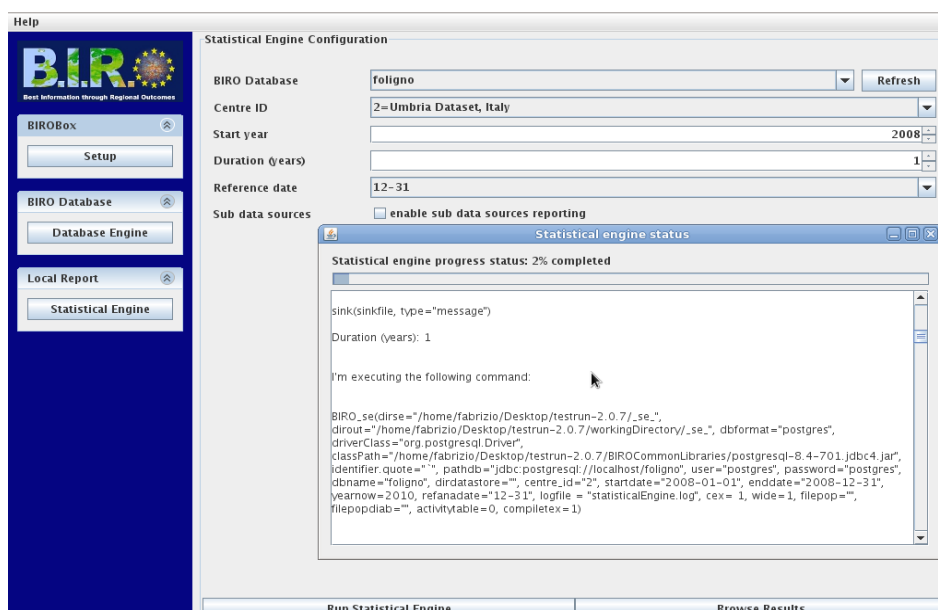 Help
B.I.R.O
Best Information through Regional Outcomes
BIROBox
Setup
BIRO Database
Database Engine
Local Report
Statistical Engine
Statistical Engine Configuration
BIRO Database
foligno
Refresh
Centre ID
2=Umbria Dataset, Italy
Start year
2008
Duration (years)
1
Reference date
12-31
Sub data sources
enable sub data sources reporting
Statistical engine status
Statistical engine progress status: 2% completed
sink(sinkfile, type="message")
Duration (years): 1
I'm executing the following command:
BIRO_se(dirse="/home/fabrizio/Desktop/testrun-2.0.7/_se_",
dirout="/home/fabrizio/Desktop/testrun-2.0.7/workingDirectory/_se_", dbformat="postgres",
driverClass="org.postgresql.Driver",
classPath="/home/fabrizio/Desktop/testrun-2.0.7/BIROCommonLibraries/postgresql-8.4-701.jdbc4.jar",
identifier.quote="`", pathdb="jdbc:postgresql://localhost/foligno", user="postgres", password="postgres",
dbname="foligno", dirdatastore="", centre_id="2", startdate="2008-01-01", enddate="2008-12-31",
yearnow=2010, refanadate="12-31", logfile = "statisticalEngine.log", cex= 1, wide=1, filepop="",
filepopdiab="", activitytable=0, compiletex=1)
Run Statistical Engine
Browse Results